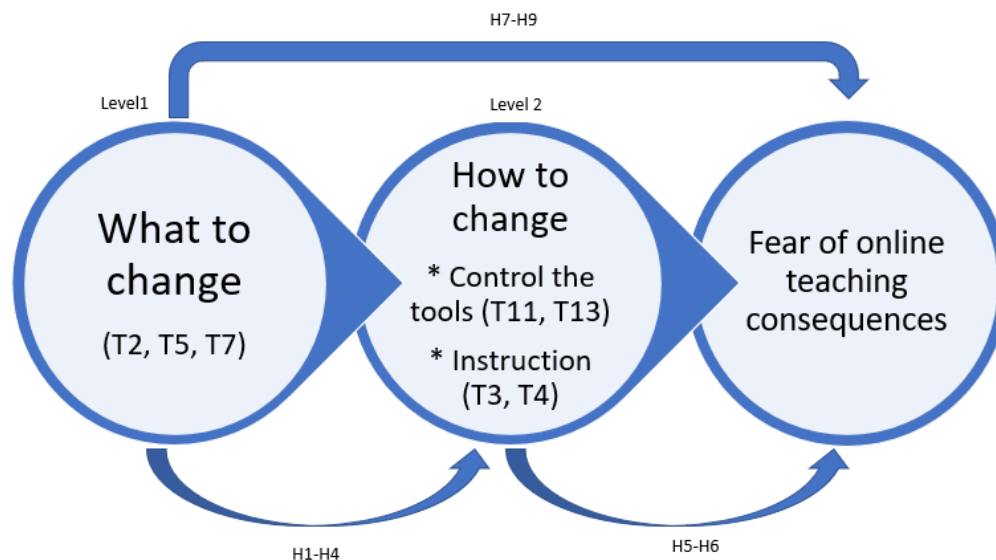 H7-H9
Level1
Level 2
What to
change
(T2, T5, T7)
How to
change
* Control the
tools (T11, T13)
* Instruction
(T3, T4)
Fear of online
teaching
consequences
H1-H4
H5-H6